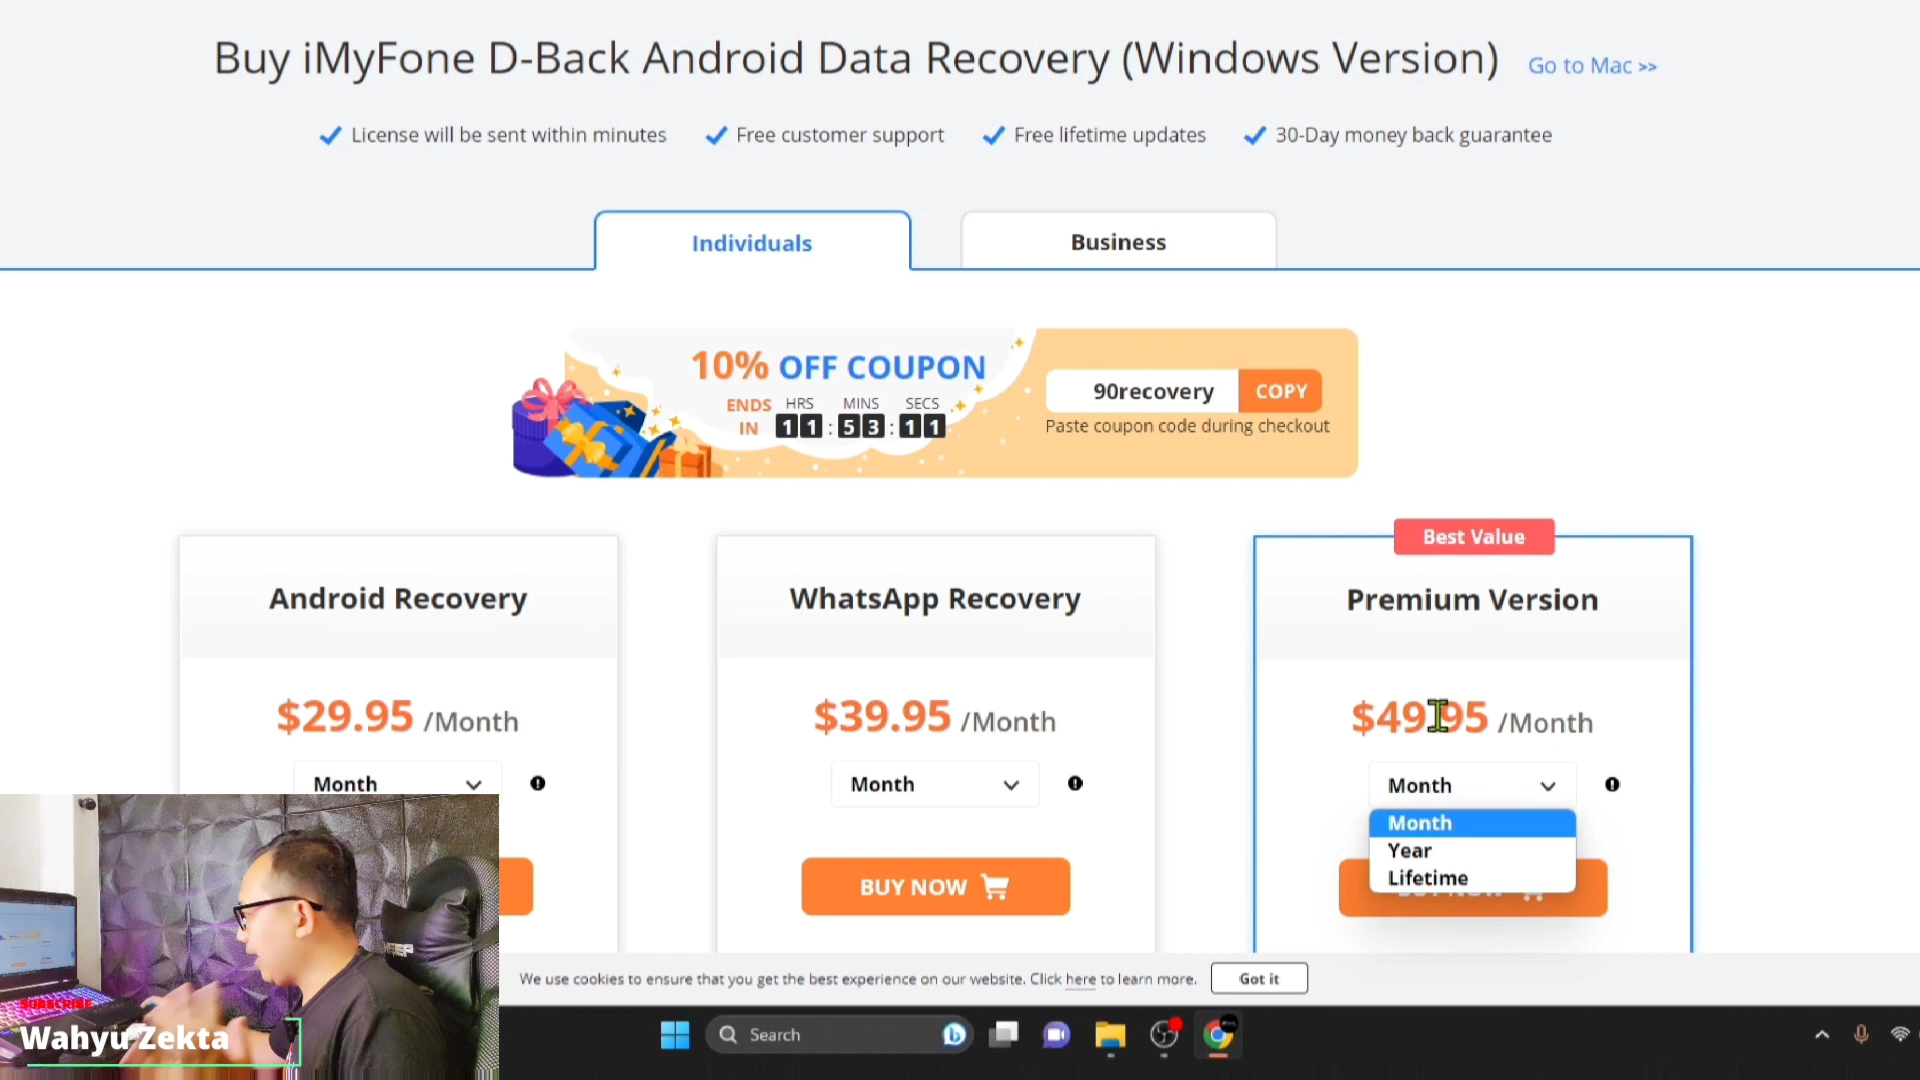 Buy iMyFone D-Back Android Data Recovery (Windows Version) Go to Mac >>
License will be sent within minutes Free customer support Free lifetime updates 30-Day money back guarantee
Individuals Business
10% OFF COUPON
ENDS IN HRS MINS SECS
11 : 53 : 11
90recovery COPY
Paste coupon code during checkout
Best Value
Android Recovery WhatsApp Recovery Premium Version
$29.95 /Month $39.95 /Month $49.95 /Month
Month Month Month
Month
Year
Lifetime
BUY NOW
We use cookies to ensure that you get the best experience on our website. Click here to learn more. Got it
SUBSCRIBE
Wahyu Zekta
Search